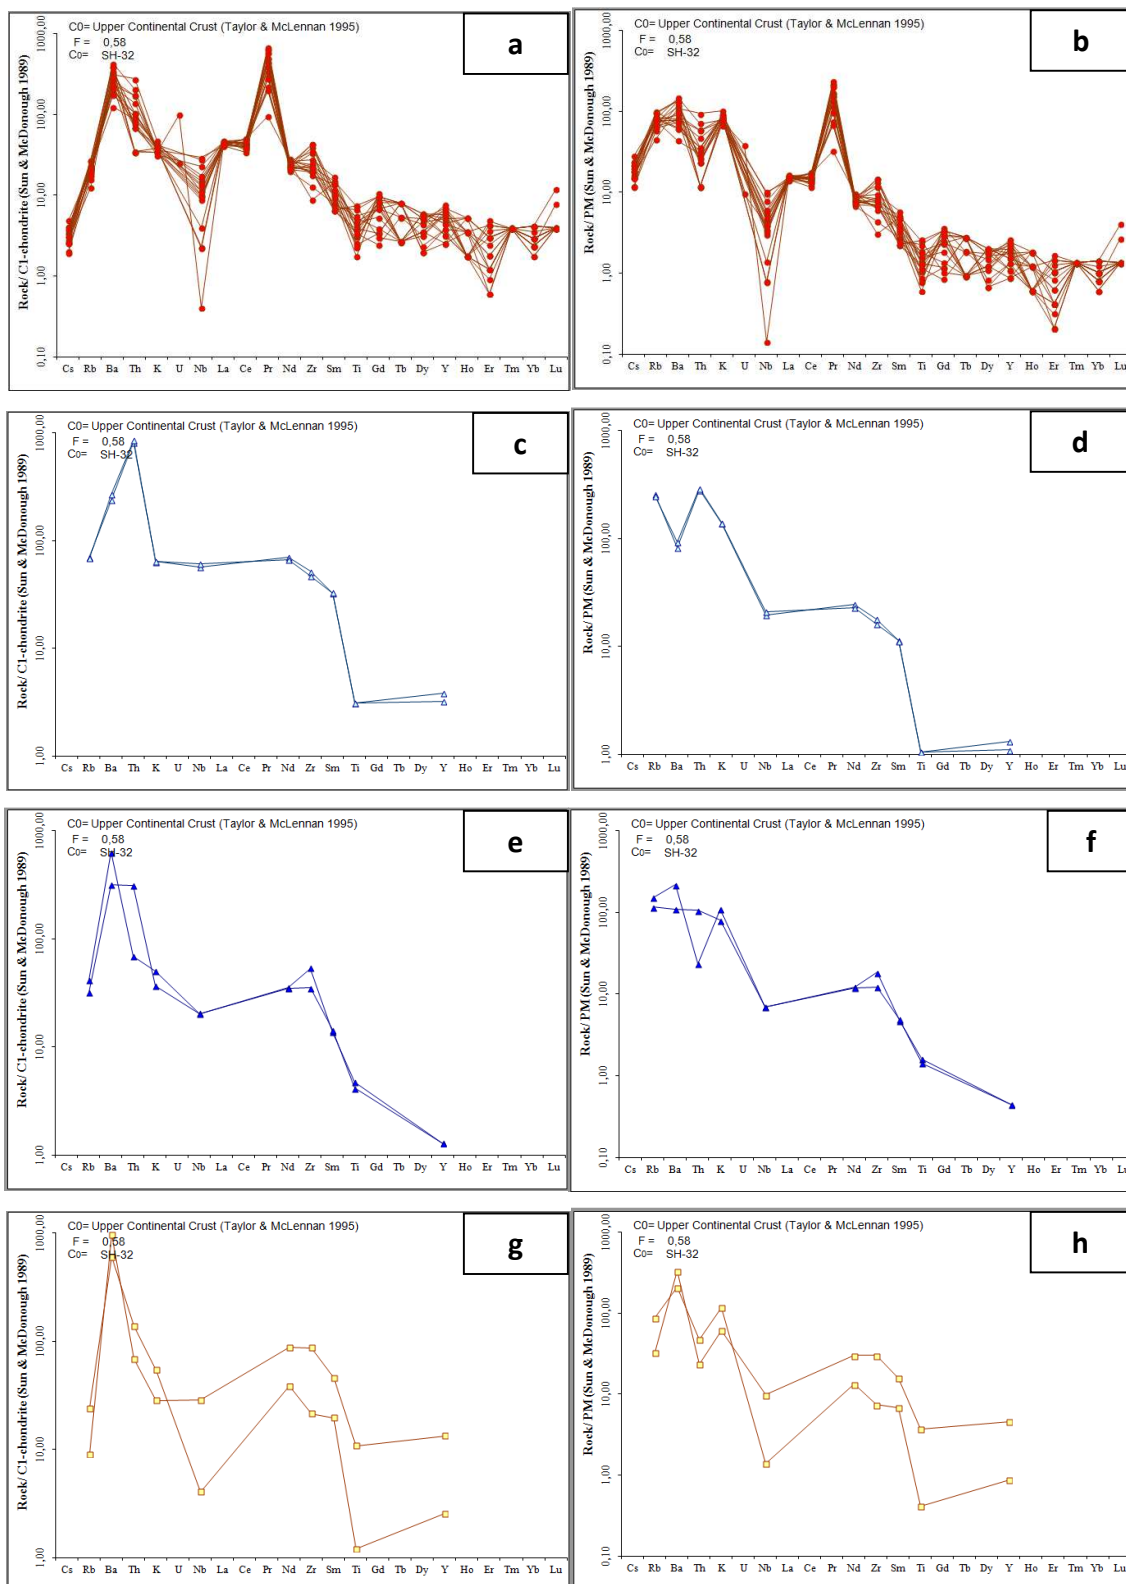 C0= Upper Continental Crust (Taylor & McLennan 1995)
F = 0,58
Co= SH-32
a
Rock/ C1-chondrite (Sun & McDonough 1989)
1000,00
100,00
10,00
1,00
0,10
Cs Rb Ba Th K U Nb La Ce Pr Nd Zr Sm Ti Gd Tb Dy Y Ho Er Tm Yb Lu
C0= Upper Continental Crust (Taylor & McLennan 1995)
F = 0,58
Co= SH-32
b
Rock/ PM (Sun & McDonough 1989)
1000,00
100,00
10,00
1,00
0,10
Cs Rb Ba Th K U Nb La Ce Pr Nd Zr Sm Ti Gd Tb Dy Y Ho Er Tm Yb Lu
C0= Upper Continental Crust (Taylor & McLennan 1995)
F = 0,58
Co= SH-32
c
Rock/ C1-chondrite (Sun & McDonough 1989)
1000,00
100,00
10,00
1,00
Cs Rb Ba Th K U Nb La Ce Pr Nd Zr Sm Ti Gd Tb Dy Y Ho Er Tm Yb Lu
C0= Upper Continental Crust (Taylor & McLennan 1995)
F = 0,58
Co= SH-32
d
Rock/ PM (Sun & McDonough 1989)
1000,00
100,00
10,00
1,00
Cs Rb Ba Th K U Nb La Ce Pr Nd Zr Sm Ti Gd Tb Dy Y Ho Er Tm Yb Lu
C0= Upper Continental Crust (Taylor & McLennan 1995)
F = 0,58
Co= SH-32
e
Rock/ C1-chondrite (Sun & McDonough 1989)
1000,00
100,00
10,00
1,00
Cs Rb Ba Th K U Nb La Ce Pr Nd Zr Sm Ti Gd Tb Dy Y Ho Er Tm Yb Lu
C0= Upper Continental Crust (Taylor & McLennan 1995)
F = 0,58
Co= SH-32
f
Rock/ PM (Sun & McDonough 1989)
1000,00
100,00
10,00
1,00
0,10
Cs Rb Ba Th K U Nb La Ce Pr Nd Zr Sm Ti Gd Tb Dy Y Ho Er Tm Yb Lu
C0= Upper Continental Crust (Taylor & McLennan 1995)
F = 0,58
Co= SH-32
g
Rock/ C1-chondrite (Sun & McDonough 1989)
1000,00
100,00
10,00
1,00
Cs Rb Ba Th K U Nb La Ce Pr Nd Zr Sm Ti Gd Tb Dy Y Ho Er Tm Yb Lu
C0= Upper Continental Crust (Taylor & McLennan 1995)
F = 0,58
Co= SH-32
h
Rock/ PM (Sun & McDonough 1989)
1000,00
100,00
10,00
1,00
0,10
Cs Rb Ba Th K U Nb La Ce Pr Nd Zr Sm Ti Gd Tb Dy Y Ho Er Tm Yb Lu